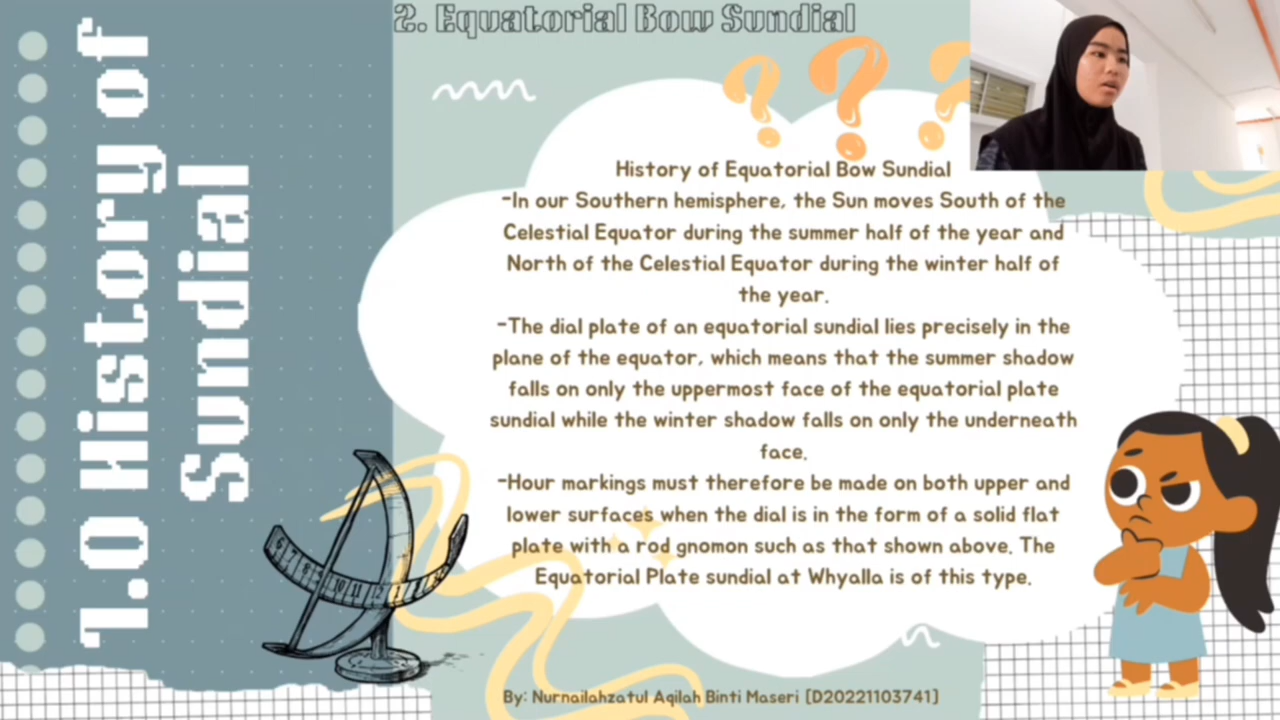 2. Equatorial Bow Sundial
1.0 History of
Sundial
History of Equatorial Bow Sundial
-In our Southern hemisphere, the Sun moves South of the
Celestial Equator during the summer half of the year and
North of the Celestial Equator during the winter half of
the year.
-The dial plate of an equatorial sundial lies precisely in the
plane of the equator, which means that the summer shadow
falls on only the uppermost face of the equatorial plate
sundial while the winter shadow falls on only the underneath
face.
-Hour markings must therefore be made on both upper and
lower surfaces when the dial is in the form of a solid flat
plate with a rod gnomon such as that shown above. The
Equatorial Plate sundial at Whyalla is of this type.
By: Nurnailahzatul Aqilah Binti Maseri [D20221103741]